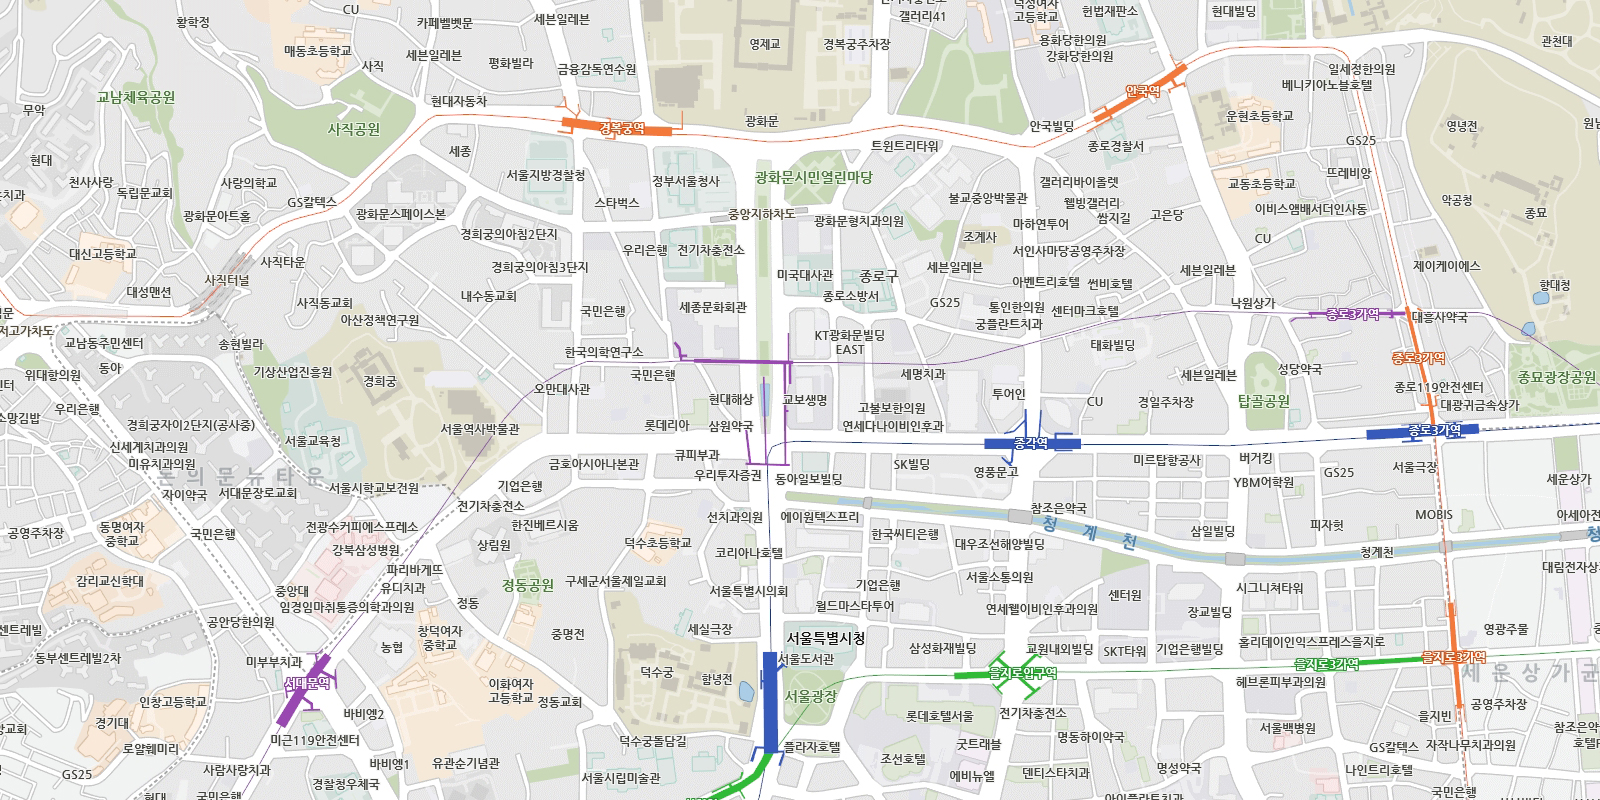 CU
황학정
카페벨벳문
세븐일레븐
갤러리41
덕성여자
고등학교
헌법재판소
현대빌딩
매동초등학교
사직
세븐일레븐
평화빌라
금융감독연수원
영제교
경복궁주차장
용화당한의원
강화당한의원
관천대
일세정한의원
베니키아노블호텔
교남체육공원
무악
현대자동차
안국역
사직공원
경복궁역
광화문
안국빌딩
운현초등학교
영년전
GS25
현대
세종
트윈트리타워
종로경찰서
천사사랑
독립문교회
사랑의학교
서울지방경찰청
정부서울청사
광화문시민열린마당
갤러리바이올렛
교동초등학교
뜨레비앙
GS칼텍스
광화문아트홀
광화문스페이스본
스타벅스
중앙지하차도
광화문형치과의원
불교중앙박물관
웰빙갤러리
쌈지길
마하연투어
고은당
이비스앰배서더인사동
악공청
종묘
경희궁의아침2단지
우리은행
전기차충전소
조계사
서인사마당공영주차장
CU
대신고등학교
사직타운
사직터널
경희궁의아침3단지
미국대사관
종로구
세븐일레븐
세븐일레븐
제이케이에스
대성맨션
사직동교회
내수동교회
종로소방서
아벤트리호텔
썬비호텔
향대청
GS25
통인한의원
센터마크호텔
낙원상가
세종문화회관
국민은행
아산정책연구원
궁플란트치과
종로3가역
대흥사약국
저고가차도
교남동주민센터
송현빌라
KT광화문빌딩
EAST
태화빌딩
한국의학연구소
종로3가역
동아
기상산업진흥원
위대항의원
경희궁
국민은행
세명치과
세븐일레븐
성당약국
종묘광장공원
오만대사관
종로119안전센터
우리은행
현대해상
교보생명
투어인
CU
경일주차장
탑골공원
대광귀금속상가
고불보한의원
경희궁자이2단지(공사중)
서울역사박물관
롯데리아
삼원약국
연세다나이비인후과
서울교육청
종각역
종로3가역
신세계치과의원
미유치과의원
큐피부과
금호아시아나본관
SK빌딩
미르탑항공사
버거킹
서울극장
돈의문뉴타운
우리투자증권
동아일보빌딩
영풍문고
GS25
세운상가
YBM어학원
자이약국
서대문장로교회
서울시학교보건원
기업은행
전기차충전소
참조은약국
공영주차장
동명여자
중학교
국민은행
전광수커피에스프레소
한진베르시움
선치과의원
에이원텍스프리
청계천
피자헛
MOBIS
강북삼성병원
상림원
덕수초등학교
코리아나호텔
한국씨티은행
대우조선해양빌딩
삼일빌딩
청계천
파리바게뜨
감리교신학대
중앙대
유디치과
정동공원
구세군서울제일교회
서울특별시의회
기업은행
서울소통의원
시그니쳐타워
임경임마취통증의학과의원
정동
월드마스타투어
연세웰이비인후과의원
센터원
장교빌딩
공안당한의원
창덕여자
중학교
중명전
세실극장
서울특별시청
영광주물
농협
동부센트레빌2차
미부부치과
서울도서관
삼성화재빌딩
교원내외빌딩
SKT타워
기업은행빌딩
홀리데이인익스프레스을지로
서대문역
덕수궁
함녕전
을지로입구역
을지로3가역
을지로3가역
이화여자
고등학교
정동교회
서울광장
헤브론피부과의원
인창고등학교
바비엥2
롯데호텔서울
전기차충전소
을지빈
공영주차장
경기대
로얄쉐미리
미근119안전센터
덕수궁돌담길
플라자호텔
굿트래블
명동하이약국
서울백병원
GS칼텍스
자작나무치과의원
GS25
사람사랑치과
바비엥1
유관순기념관
조선호텔
경찰청우체국
서울시립미술관
에비뉴엘
덴티스타치과
명성약국
나인트리호텔
국민은행